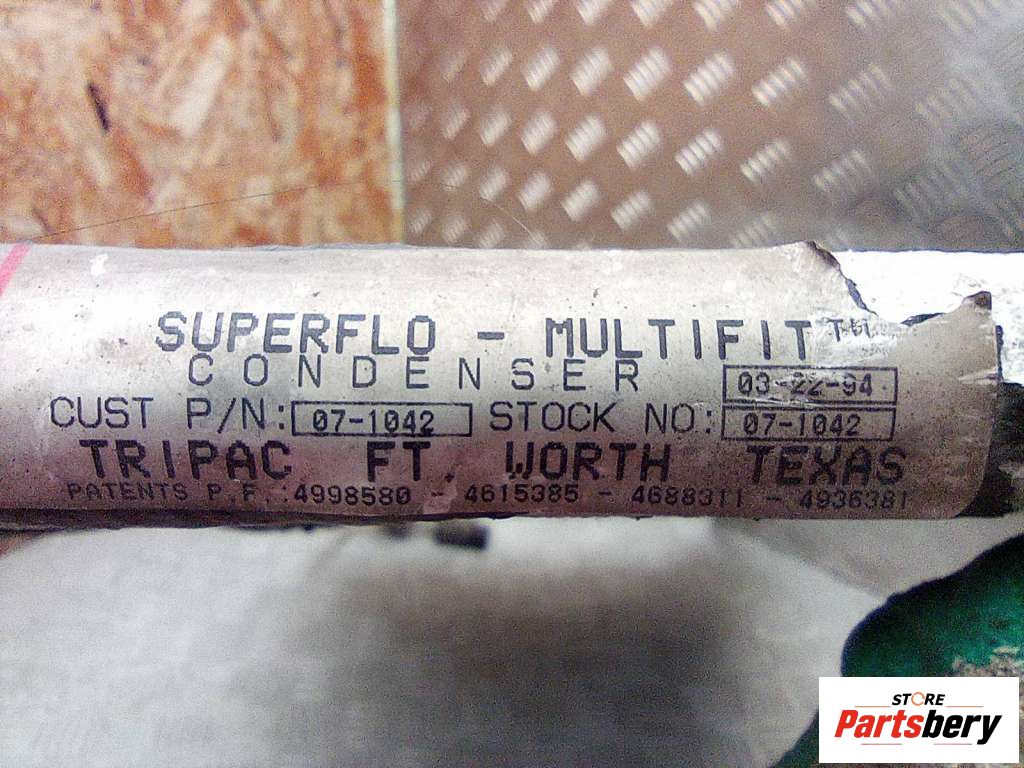 SUPERFLO - MULTIFIT
CONDENSER 03-22-94
CUST P/N: 07-1042 STOCK NO: 07-1042
TRIPAC FT. WORTH TEXAS
PATENTS P.F.:4998580 - 4615385 - 4688311 - 4936381
STORE
Partsbery